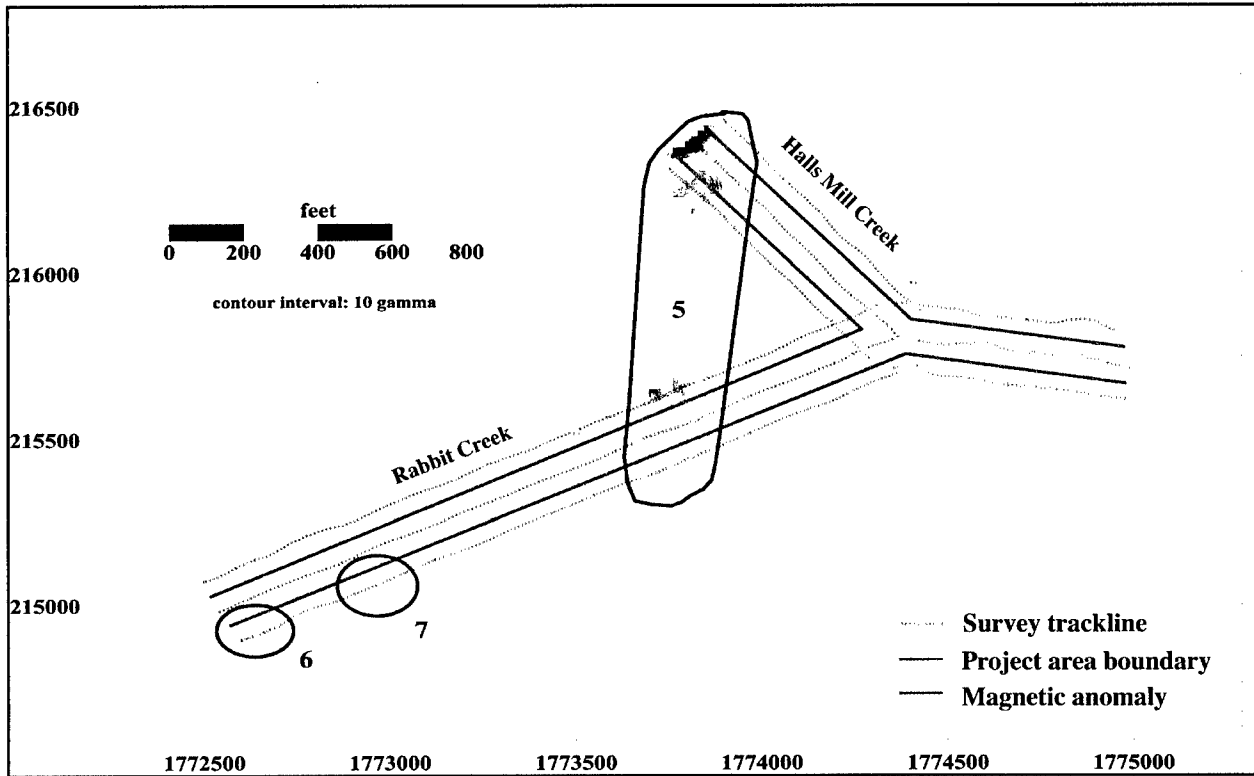 216500
Halls Mill Creek
feet
0 200 400 600 800
216000
contour interval: 10 gamma
5
215500
Rabbit Creek
215000
7
6
Survey trackline
Project area boundary
Magnetic anomaly
1772500 1773000 1773500 1774000 1774500 1775000